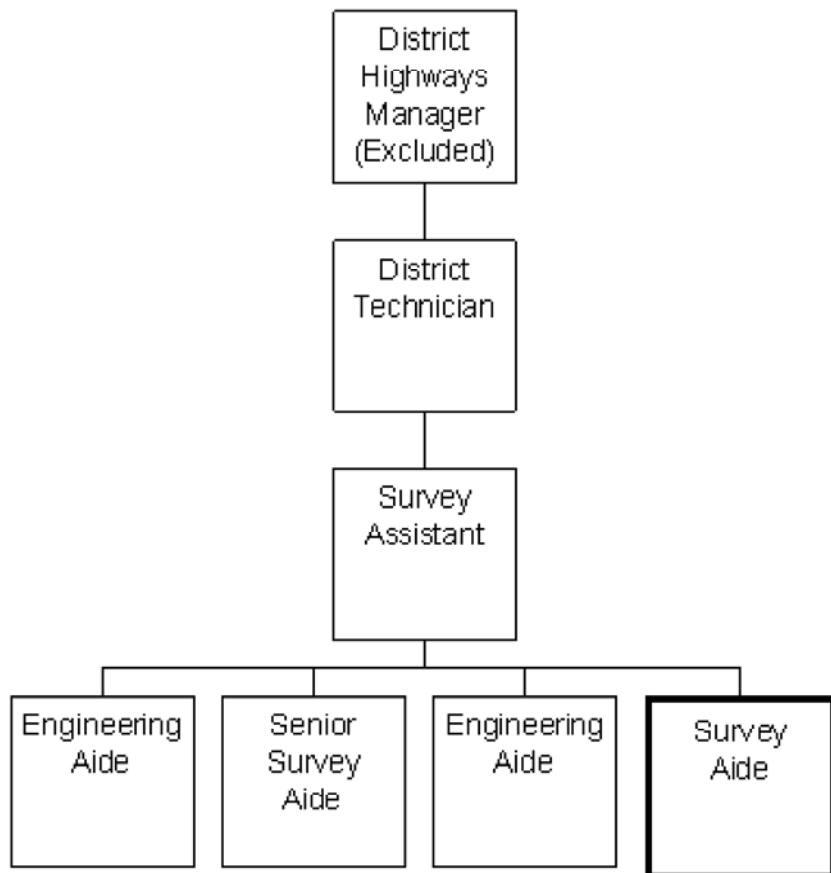 District
Highways
Manager
(Excluded)
District
Technician
Survey
Assistant
Engineering
Aide
Senior
Survey
Aide
Engineering
Aide
Survey
Aide